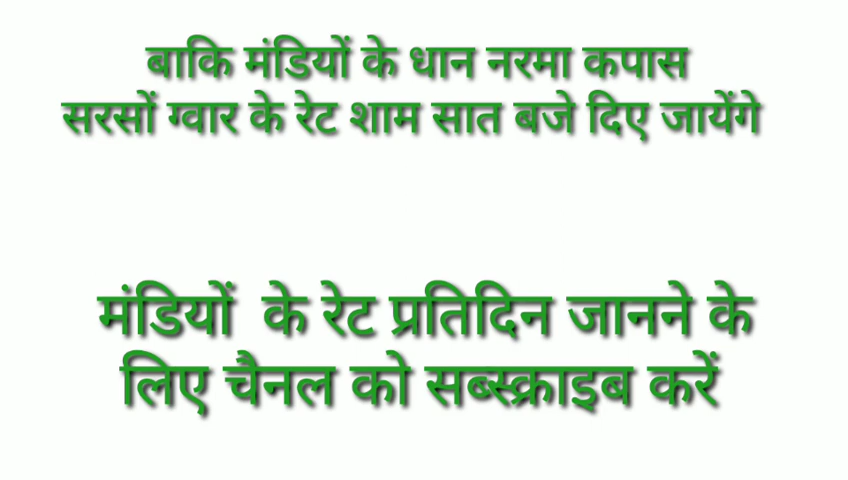 बाकि मंडियों के धान नरमा कपास
सरसों ग्वार के रेट शाम सात बजे दिए जायेंगे
मंडियों के रेट प्रतिदिन जानने के
लिए चैनल को सब्स्क्राइब करें